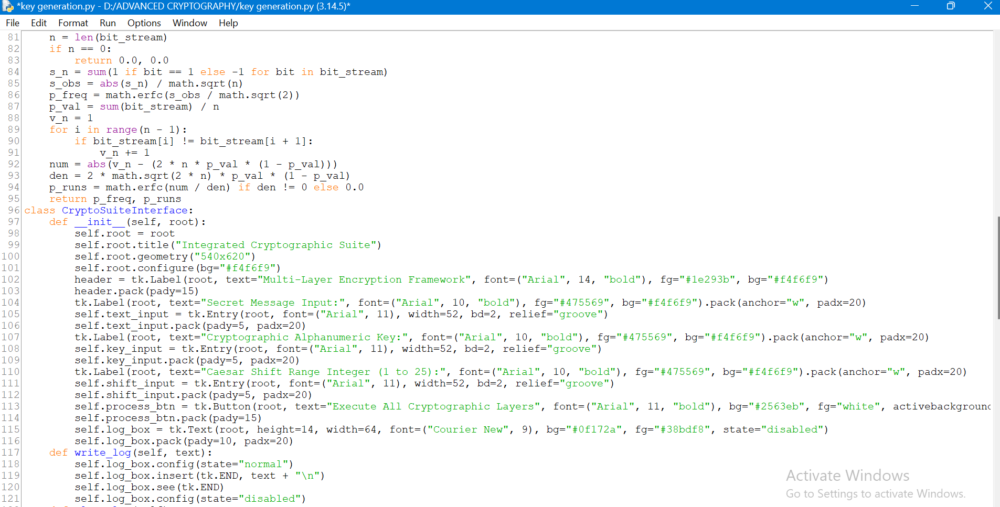 *key generation.py - D:/ADVANCED CRYPTOGRAPHY/key generation.py (3.14.5)*
File Edit Format Run Options Window Help
81     n = len(bit_stream)
82     if n == 0:
83         return 0.0, 0.0
84     s_n = sum(1 if bit == 1 else -1 for bit in bit_stream)
85     s_obs = abs(s_n) / math.sqrt(n)
86     p_freq = math.erfc(s_obs / math.sqrt(2))
87     p_val = sum(bit_stream) / n
88     v_n = 1
89     for i in range(n - 1):
90         if bit_stream[i] != bit_stream[i + 1]:
91             v_n += 1
92     num = abs(v_n - (2 * n * p_val * (1 - p_val)))
93     den = 2 * math.sqrt(2 * n) * p_val * (1 - p_val)
94     p_runs = math.erfc(num / den) if den != 0 else 0.0
95     return p_freq, p_runs
96 class CryptoSuiteInterface:
97     def __init__(self, root):
98         self.root = root
99         self.root.title("Integrated Cryptographic Suite")
100         self.root.geometry("540x620")
101         self.root.configure(bg="#f4f6f9")
102         header = tk.Label(root, text="Multi-Layer Encryption Framework", font=("Arial", 14, "bold"), fg="#1e293b", bg="#f4f6f9")
103         header.pack(pady=15)
104         tk.Label(root, text="Secret Message Input:", font=("Arial", 10, "bold"), fg="#475569", bg="#f4f6f9").pack(anchor="w", padx=20)
105         self.text_input = tk.Entry(root, font=("Arial", 11), width=52, bd=2, relief="groove")
106         self.text_input.pack(pady=5, padx=20)
107         tk.Label(root, text="Cryptographic Alphanumeric Key:", font=("Arial", 10, "bold"), fg="#475569", bg="#f4f6f9").pack(anchor="w", padx=20)
108         self.key_input = tk.Entry(root, font=("Arial", 11), width=52, bd=2, relief="groove")
109         self.key_input.pack(pady=5, padx=20)
110         tk.Label(root, text="Caesar Shift Range Integer (1 to 25):", font=("Arial", 10, "bold"), fg="#475569", bg="#f4f6f9").pack(anchor="w", padx=20)
111         self.shift_input = tk.Entry(root, font=("Arial", 11), width=52, bd=2, relief="groove")
112         self.shift_input.pack(pady=5, padx=20)
113         self.process_btn = tk.Button(root, text="Execute All Cryptographic Layers", font=("Arial", 11, "bold"), bg="#2563eb", fg="white", activebackground
114         self.process_btn.pack(pady=15)
115         self.log_box = tk.Text(root, height=14, width=64, font=("Courier New", 9), bg="#0f172a", fg="#38bdf8", state="disabled")
116         self.log_box.pack(pady=10, padx=20)
117     def write_log(self, text):
118         self.log_box.config(state="normal")
119         self.log_box.insert(tk.END, text + "\n")
120         self.log_box.see(tk.END)
121         self.log_box.config(state="disabled")
Activate Windows
Go to Settings to activate Windows.